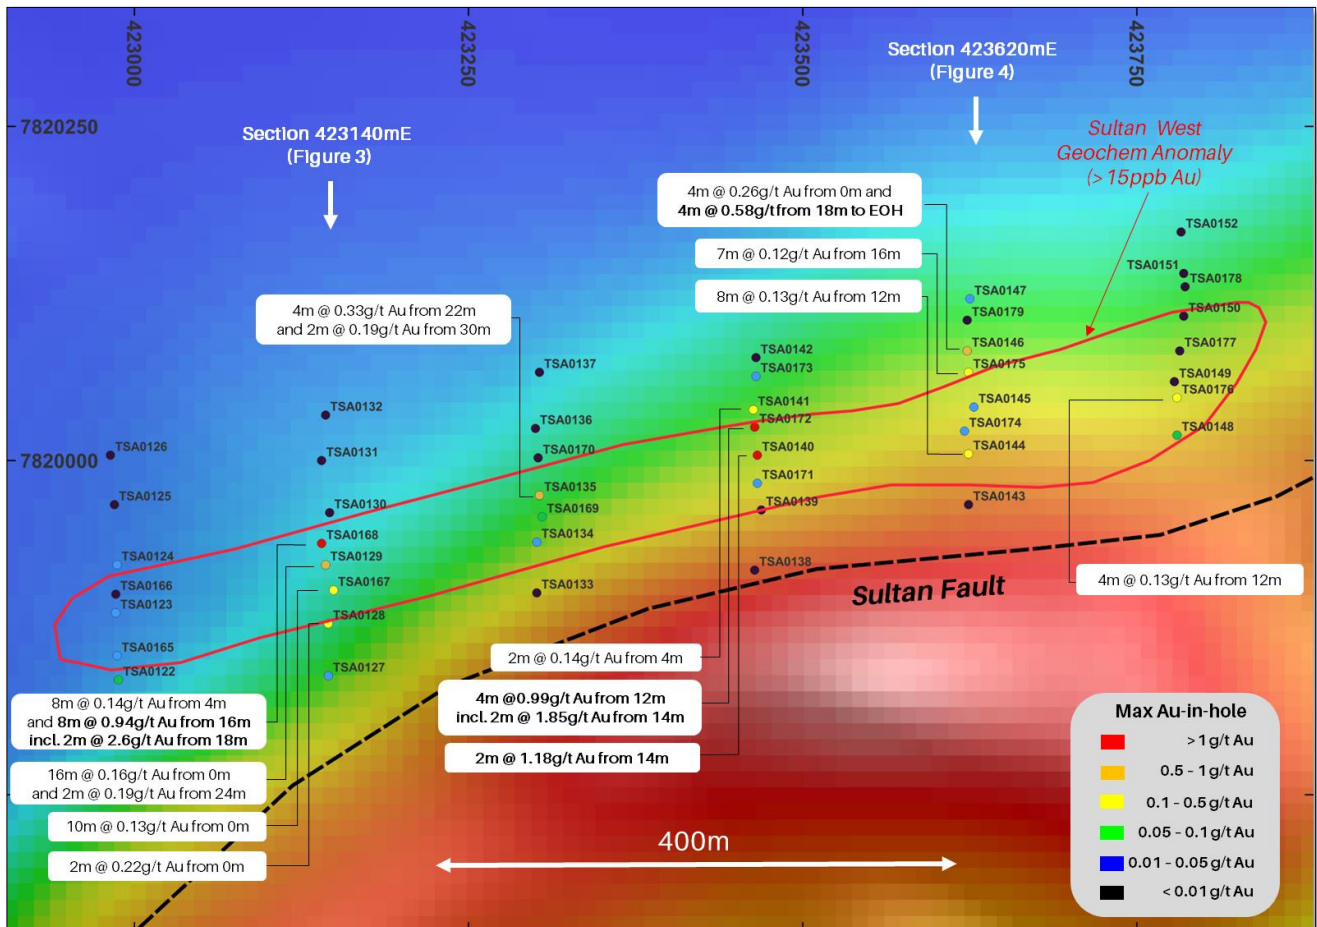 423000
423250
423500
423750
7820250
7820000
Section 423140mE
(Figure 3)
Section 423620mE
(Figure 4)
Sultan West
Geochem Anomaly
(> 15ppb Au)
4m @ 0.26g/t Au from 0m and
4m @ 0.58g/t from 18m to EOH
7m @ 0.12g/t Au from 16m
8m @ 0.13g/t Au from 12m
4m @ 0.33g/t Au from 22m
and 2m @ 0.19g/t Au from 30m
TSA0152
TSA0151
TSA0178
TSA0150
TSA0177
TSA0149
TSA0176
TSA0148
TSA0147
TSA0179
TSA0146
TSA0175
TSA0145
TSA0174
TSA0144
TSA0143
TSA0142
TSA0173
TSA0141
TSA0172
TSA0140
TSA0171
TSA0139
TSA0138
TSA0137
TSA0136
TSA0170
TSA0135
TSA0169
TSA0134
TSA0133
TSA0132
TSA0131
TSA0130
TSA0168
TSA0129
TSA0167
TSA0128
TSA0127
TSA0126
TSA0125
TSA0124
TSA0166
TSA0123
TSA0165
TSA0122
4m @ 0.13g/t Au from 12m
Sultan Fault
2m @ 0.14g/t Au from 4m
4m @0.99g/t Au from 12m
incl. 2m @ 1.85g/t Au from 14m
2m @ 1.18g/t Au from 14m
8m @ 0.14g/t Au from 4m
and 8m @ 0.94g/t Au from 16m
incl. 2m @ 2.6g/t Au from 18m
16m @ 0.16g/t Au from 0m
and 2m @ 0.19g/t Au from 24m
10m @ 0.13g/t Au from 0m
2m @ 0.22g/t Au from 0m
400m
Max Au-in-hole
>1 g/t Au
0.5 - 1 g/t Au
0.1 - 0.5 g/t Au
0.05 - 0.1 g/t Au
0.01 - 0.05 g/t Au
< 0.01 g/t Au